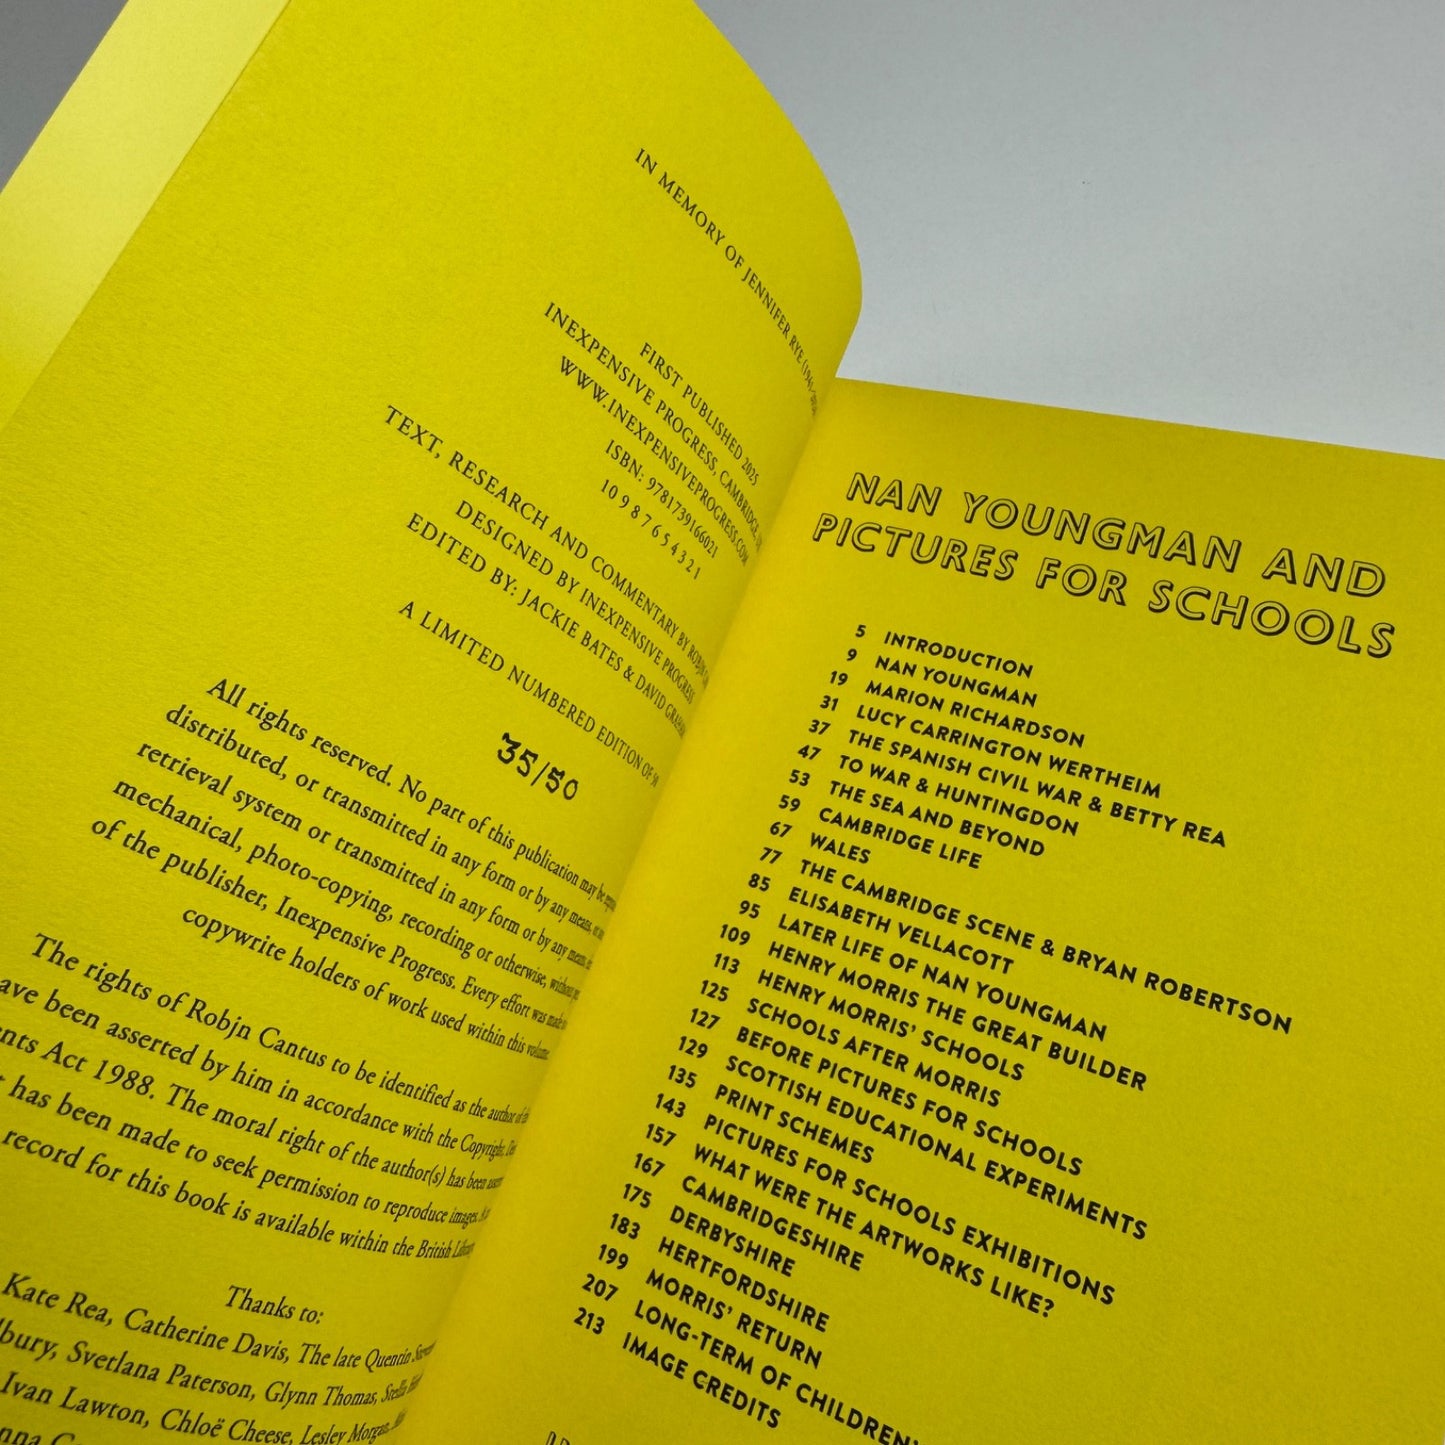 IN MEMORY OF JENNIFER RYE
FIRST PUBLISHED 2025
INEXPENSIVE PROGRESS, CAMBRIDGE,
WWW.INEXPENSIVEPROGRESS.COM
ISBN: 9781739166021
10 9 8 7 6 5 4 3 2 1
TEXT, RESEARCH AND COMMENTARY BY
DESIGNED BY INEXPENSIVE PROGRESS
EDITED BY: JACKIE BATES & DAVID
A LIMITED NUMBERED EDITION OF 50
35/50
All rights reserved. No part of this publication may be
distributed, or transmitted in any form or by any means,
retrieval system or transmitted in any form or by any means,
mechanical, photo-copying, recording or otherwise, without
of the publisher, Inexpensive Progress. Every effort was made
copywrite holders of work used within this volume
The rights of Robjn Cantus to be identified as the author of
have been asserted by him in accordance with the Copyright,
Act 1988. The moral right of the author(s) has been
has been made to seek permission to reproduce images.
record for this book is available within the British
Thanks to:
Kate Rea, Catherine Davis, The late Quentin
Svetlana Paterson, Glynn Thomas,
Ivan Lawton, Chloë Cheese, Lesley Morgan,
NAN YOUNGMAN AND
PICTURES FOR SCHOOLS
5 INTRODUCTION
9 NAN YOUNGMAN
19 MARION RICHARDSON
31 LUCY CARRINGTON WERTHEIM
37 THE SPANISH CIVIL WAR & BETTY REA
47 TO WAR & HUNTINGDON
53 THE SEA AND BEYOND
59 CAMBRIDGE LIFE
67 WALES
77 THE CAMBRIDGE SCENE & BRYAN ROBERTSON
85 ELISABETH VELLACOTT
95 LATER LIFE OF NAN YOUNGMAN
109 HENRY MORRIS THE GREAT BUILDER
113 HENRY MORRIS' SCHOOLS
125 SCHOOLS AFTER MORRIS
127 BEFORE PICTURES FOR SCHOOLS
129 SCOTTISH EDUCATIONAL EXPERIMENTS
135 PRINT SCHEMES
143 PICTURES FOR SCHOOLS EXHIBITIONS
157 WHAT WERE THE ARTWORKS LIKE?
167 CAMBRIDGESHIRE
175 DERBYSHIRE
183 HERTFORDSHIRE
199 MORRIS' RETURN
207 LONG-TERM OF CHILDREN'
213 IMAGE CREDITS